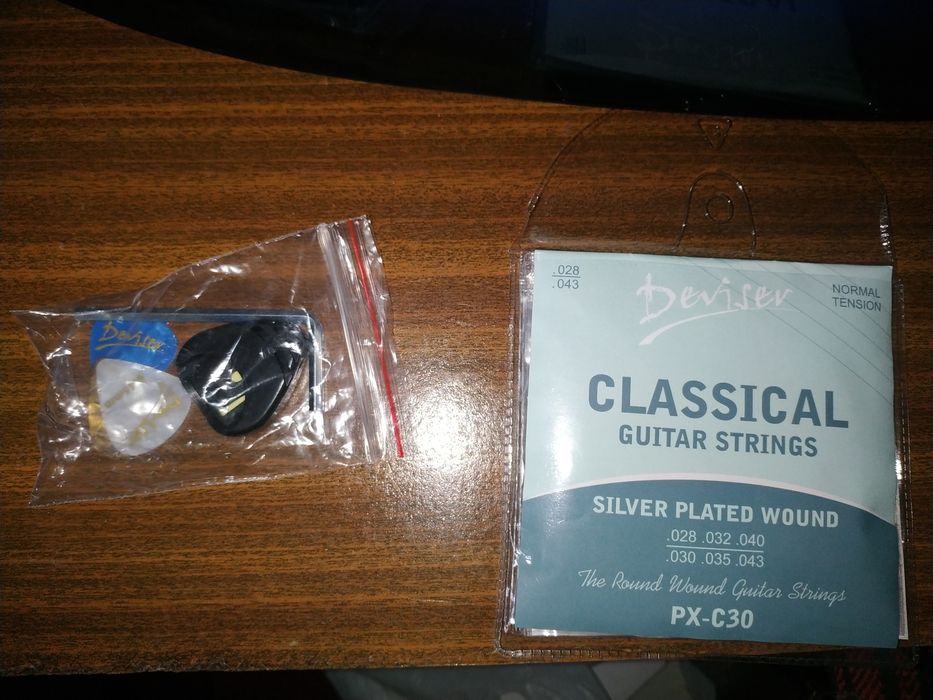 Deviser
.028
.043
Deviser
NORMAL
TENSION
CLASSICAL
GUITAR STRINGS
SILVER PLATED WOUND
.028 .032 .040
.030 .035 .043
The Round Wound Guitar Strings
PX-C30